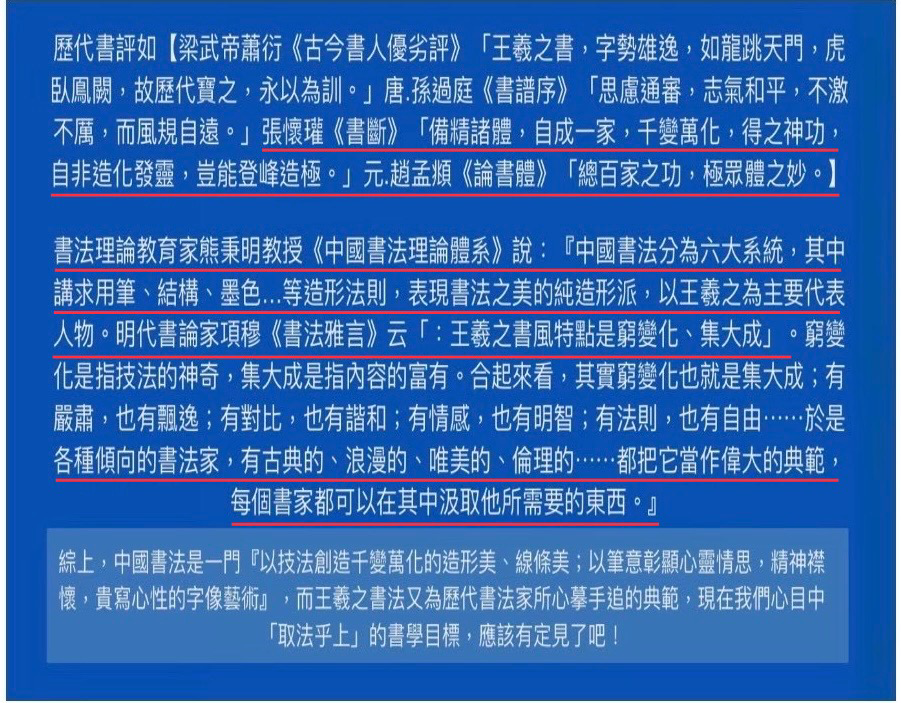 歷代書評如【梁武帝蕭衍《古今書人優劣評》「王羲之書，字勢雄逸，如龍跳天門，虎
臥鳳闕，故歷代寶之，永以為訓。」唐.孫過庭《書譜序》「思慮通審，志氣和平，不激
不厲，而風規自遠。」張懷瓘《書斷》「備精諸體，自成一家，千變萬化，得之神功，
自非造化發靈，豈能登峰造極。」元.趙孟頫《論書體》「總百家之功，極眾體之妙。】
書法理論教育家熊秉明教授《中國書法理論體系》說：『中國書法分為六大系統，其中
講求用筆、結構、墨色...等造形法則，表現書法之美的純造形派，以王羲之為主要代表
人物。明代書論家項穆《書法雅言》云「：王羲之書風特點是窮變化、集大成」。窮變
化是指技法的神奇，集大成是指內容的富有。合起來看，其實窮變化也就是集大成；有
嚴肅，也有飄逸；有對比，也有諧和；有情感，也有明智；有法則，也有自由⋯⋯於是
各種傾向的書法家，有古典的、浪漫的、唯美的、倫理的⋯⋯都把它當作偉大的典範，
每個書家都可以在其中汲取他所需要的東西。』
綜上，中國書法是一門『以技法創造千變萬化的造形美、線條美；以筆意彰顯心靈情思，精神襟
懷，貴寫心性的字像藝術』，而王羲之書法又為歷代書法家所心摹手追的典範，現在我們心目中
「取法乎上」的書學目標，應該有定見了吧！